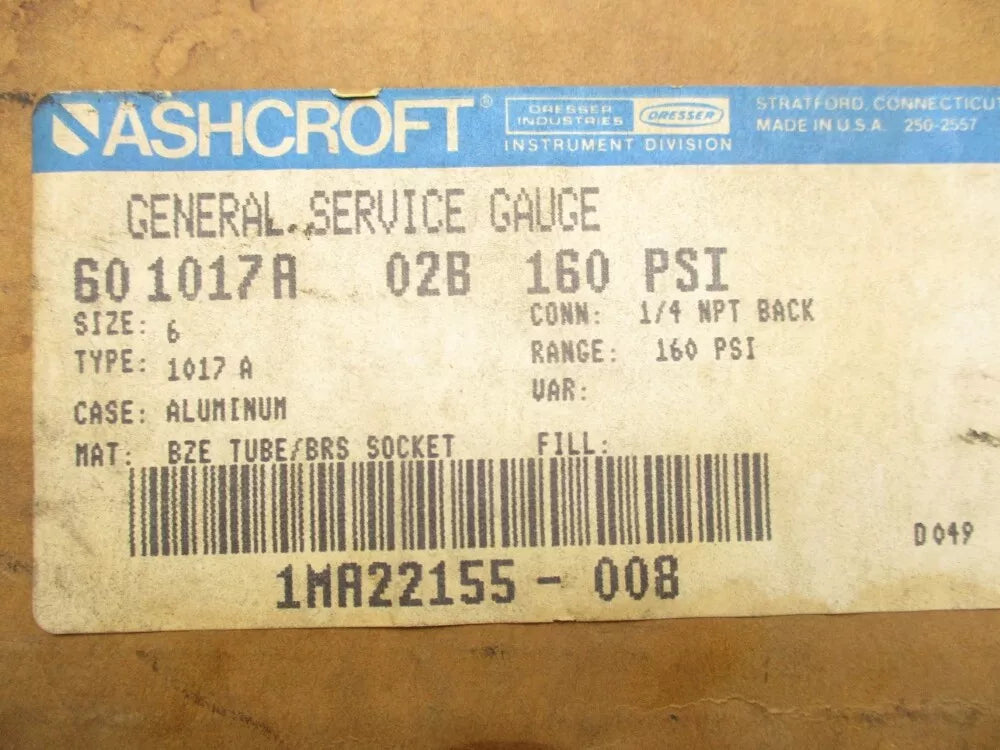 ASHCROFT®
DRESSER INDUSTRIES DRESSER
INSTRUMENT DIVISION
STRATFORD, CONNECTICUT
MADE IN U.S.A. 250-2557
GENERAL SERVICE GAUGE
60 1017A 02B 160 PSI
SIZE: 6 CONN: 1/4 NPT BACK
TYPE: 1017 A RANGE: 160 PSI
CASE: ALUMINUM VAR:
MAT: BZE TUBE/BRS SOCKET FILL:
D049
1MA22155-008